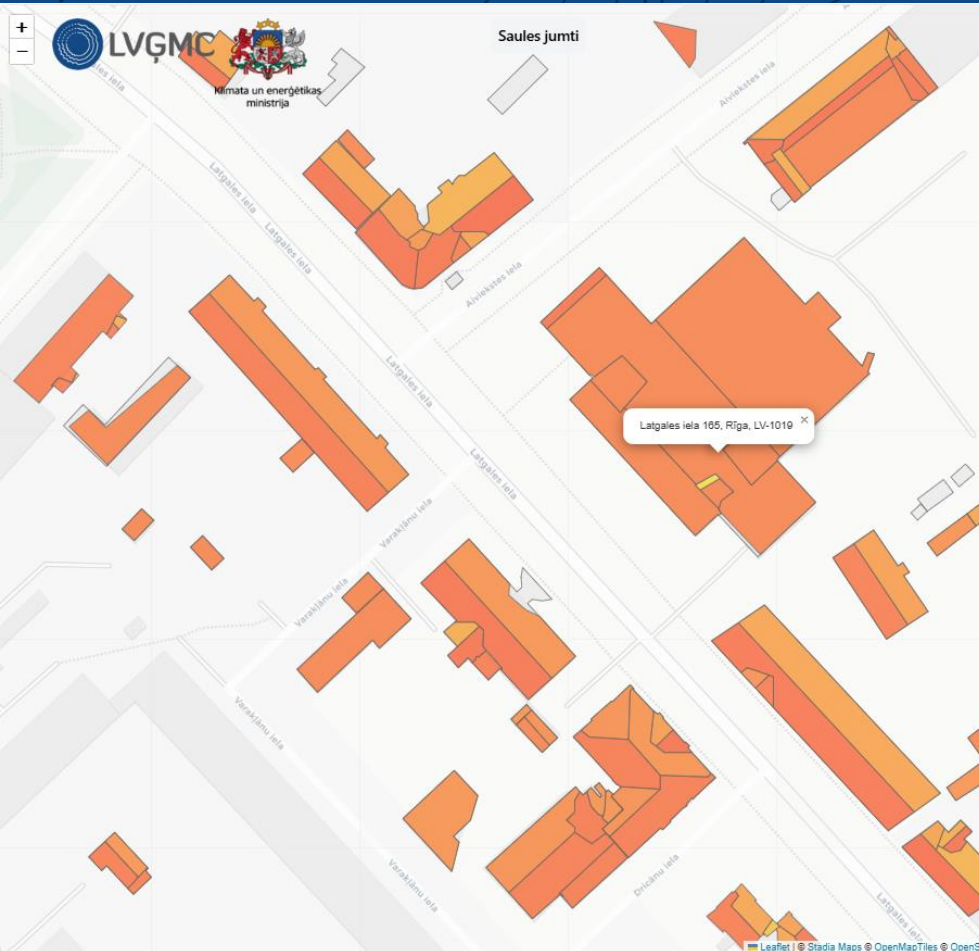 +
−
LVĢMC
Klimata un enerģētikas
ministrija
Saules jumti
Aiviekstes iela
Latgales iela
Latgales iela
Aiviekstes iela
Latgales iela
Latgales iela, 165, Rīga, LV-1019
×
Latgales iela
Varakļānu iela
Varakļānu iela
Varakļānu iela
Varakļānu iela
Dricānu iela
Latgales iela
Leaflet | © Stadia Maps © OpenMapTiles © OpenS